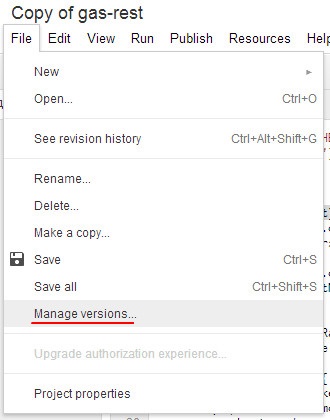 Copy of gas-rest
File Edit View Run Publish Resources Help
New
Open... Ctrl+O
See revision history Ctrl+Alt+Shift+G
Rename...
Delete...
Make a copy...
Save Ctrl+S
Save all Ctrl+Shift+S
Manage versions...
Upgrade authorization experience...
Project properties